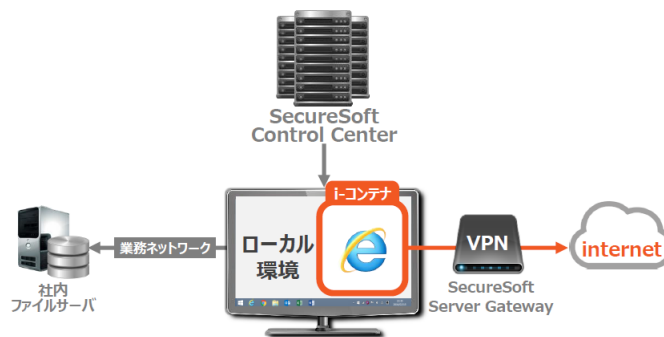 SecureSoft
Control Center
i-コンテナ
業務ネットワーク
ローカル
環境
VPN
internet
社内
ファイルサーバ
SecureSoft
Server Gateway